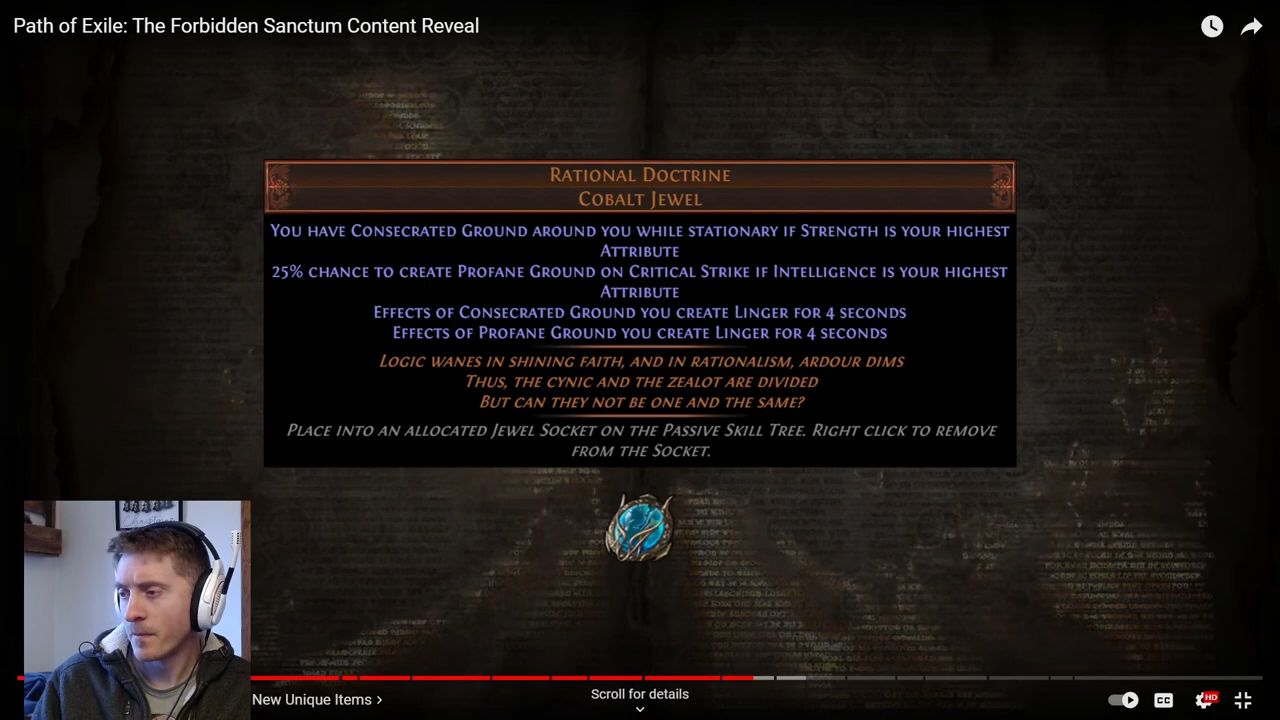 Path of Exile: The Forbidden Sanctum Content Reveal
Rational Doctrine
Cobalt Jewel
You have Consecrated Ground around you while stationary if Strength is your highest
Attribute
25% chance to create Profane Ground on Critical Strike if Intelligence is your highest
Attribute
Effects of Consecrated Ground you create Linger for 4 seconds
Effects of Profane Ground you create Linger for 4 seconds
Logic wanes in shining faith, and in rationalism, ardour dims
Thus, the cynic and the zealot are divided
But can they not be one and the same?
Place into an allocated Jewel Socket on the Passive Skill Tree. Right click to remove
from the Socket.
New Unique Items >
Scroll for details
CC
HD